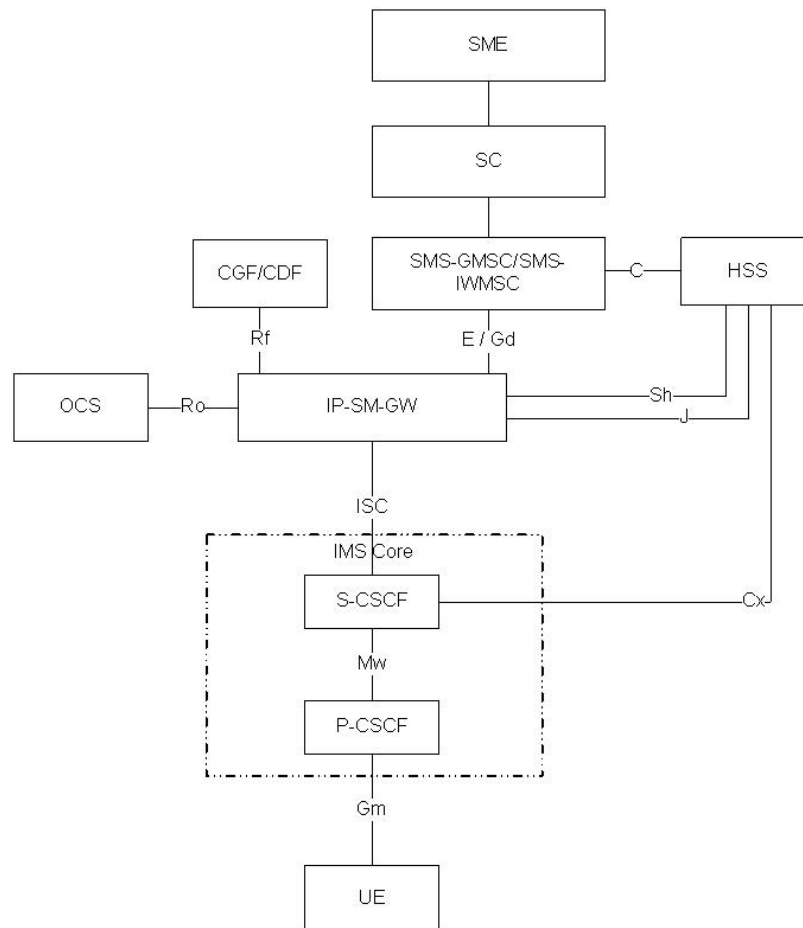 SME
SC
SMS-GMSC/SMS-
IWMSC
C
HSS
CGF/CDF
Rf
E / Gd
OCS
Ro
IP-SM-GW
Sh
J
ISC
IMS Core
S-CSCF
Cx
Mw
P-CSCF
Gm
UE